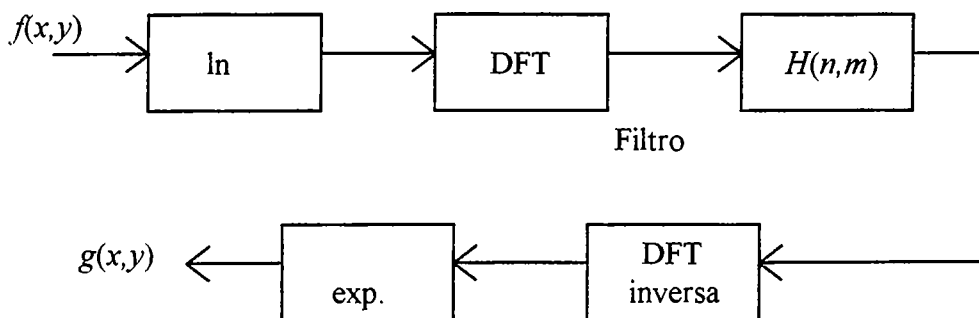 f(x,y)
ln
DFT
H(n,m)
Filtro
g(x,y)
exp.
DFT
inversa